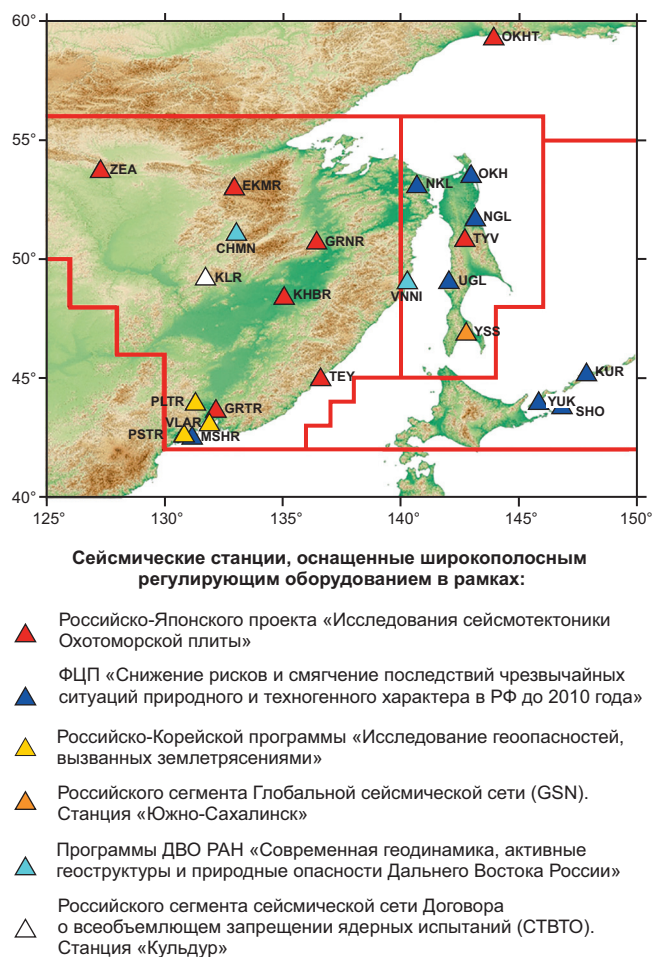 60°
OKHT
55°
ZEA
EKMR
NKL
OKH
NGL
CHMN
GRNR
TYV
50°
KLR
KHBR
VNNI
UGL
YSS
45°
TEY
KUR
PLTR
GRTR
YUK
SHO
VLAR
PSTR
MSHR
40°
125° 130° 135° 140° 145° 150°
Сейсмические станции, оснащенные широкополосным
регулирующим оборудованием в рамках:
Российско-Японского проекта «Исследования сейсмотектоники
Охотоморской плиты»
ФЦП «Снижение рисков и смягчение последствий чрезвычайных
ситуаций природного и техногенного характера в РФ до 2010 года»
Российско-Корейской программы «Исследование геоопасностей,
вызванных землетрясениями»
Российского сегмента Глобальной сейсмической сети (GSN).
Станция «Южно-Сахалинск»
Программы ДВО РАН «Современная геодинамика, активные
геоструктуры и природные опасности Дальнего Востока России»
Российского сегмента сейсмической сети Договора
о всеобъемлющем запрещении ядерных испытаний (СТВТО).
Станция «Кульдур»